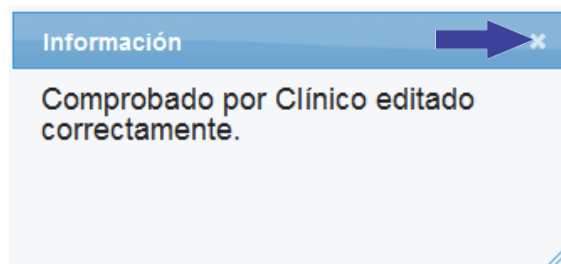 Información
Comprobado por Clínico editado
correctamente.